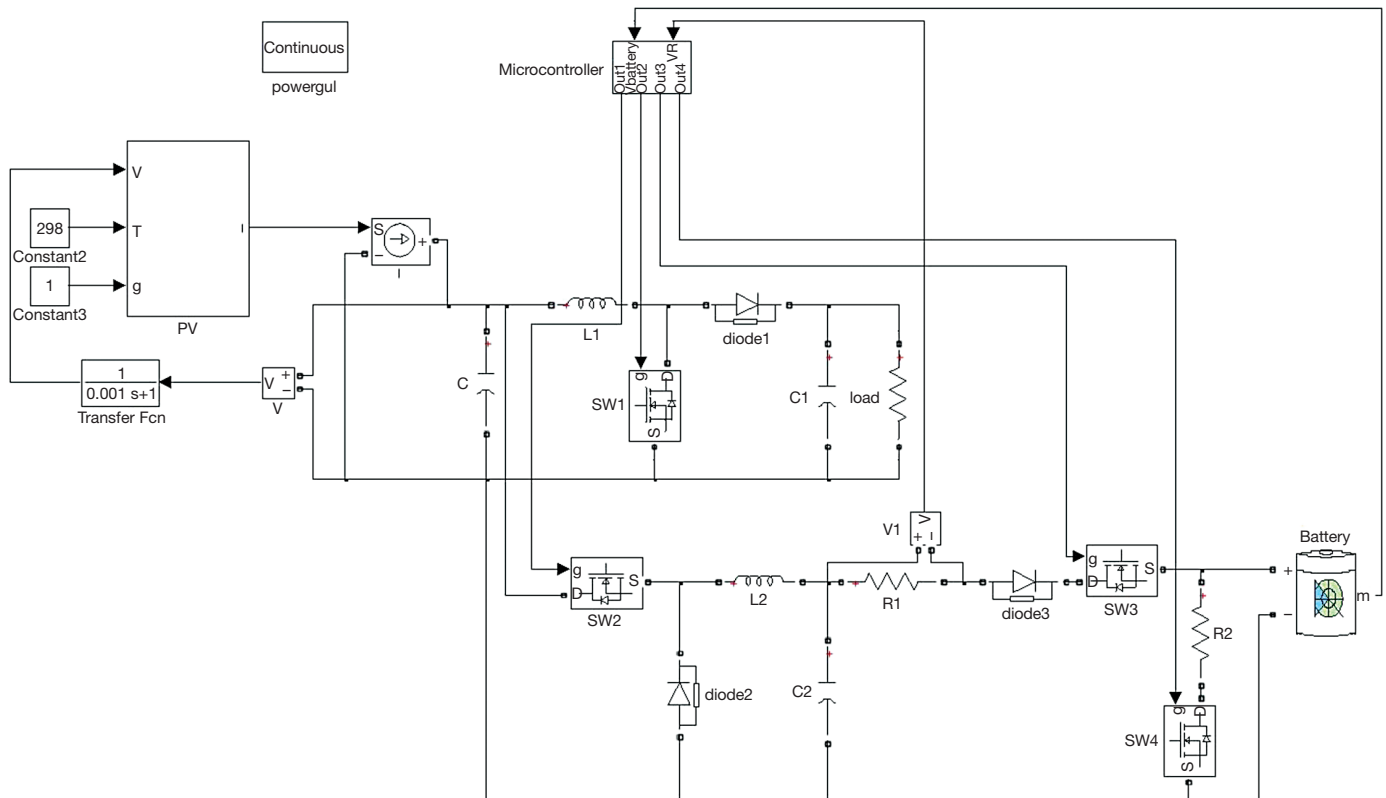 Continuous
powergul
Microcontroller
Out1
Vbattery
Out2
Out3
VR
Out4
V
T
g
I
PV
298
Constant2
1
Constant3
S
+
−
I
1
0.001 s+1
Transfer Fcn
V
+
−
V
C
L1
diode1
g
D
S
SW1
C1
load
V1
V
+
−
g
D
S
SW2
L2
R1
diode3
g
D
S
SW3
Battery
+
−
m
R2
diode2
C2
g
D
S
SW4